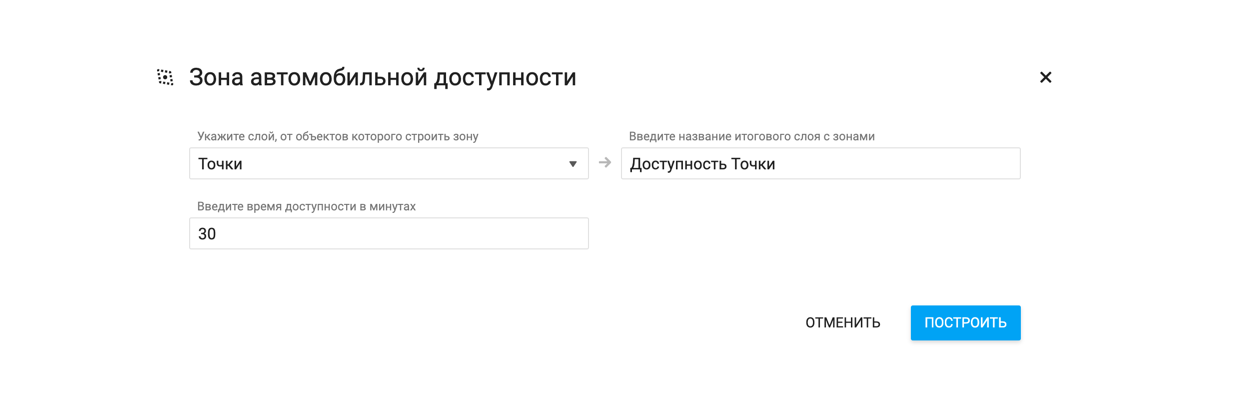 Зона автомобильной доступности
Укажите слой, от объектов которого строить зону
Введите название итогового слоя с зонами
Точки
Доступность Точки
Введите время доступности в минутах
30
ОТМЕНИТЬ
ПОСТРОИТЬ